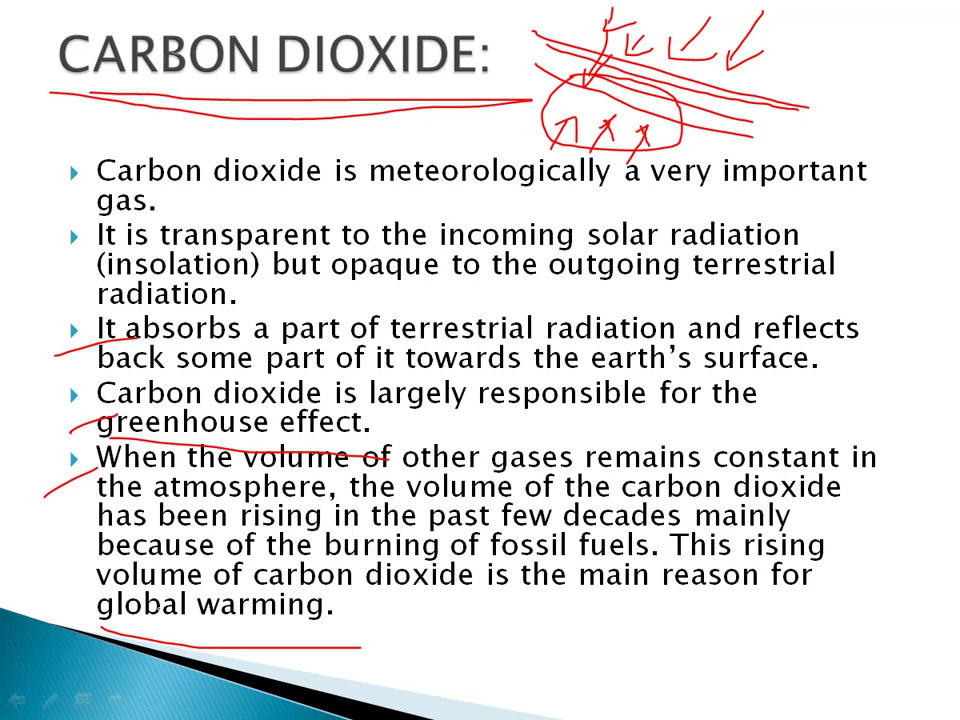 CARBON DIOXIDE:
Carbon dioxide is meteorologically a very important
gas.
It is transparent to the incoming solar radiation
(insolation) but opaque to the outgoing terrestrial
radiation.
It absorbs a part of terrestrial radiation and reflects
back some part of it towards the earth's surface.
Carbon dioxide is largely responsible for the
greenhouse effect.
When the volume of other gases remains constant in
the atmosphere, the volume of the carbon dioxide
has been rising in the past few decades mainly
because of the burning of fossil fuels. This rising
volume of carbon dioxide is the main reason for
global warming.